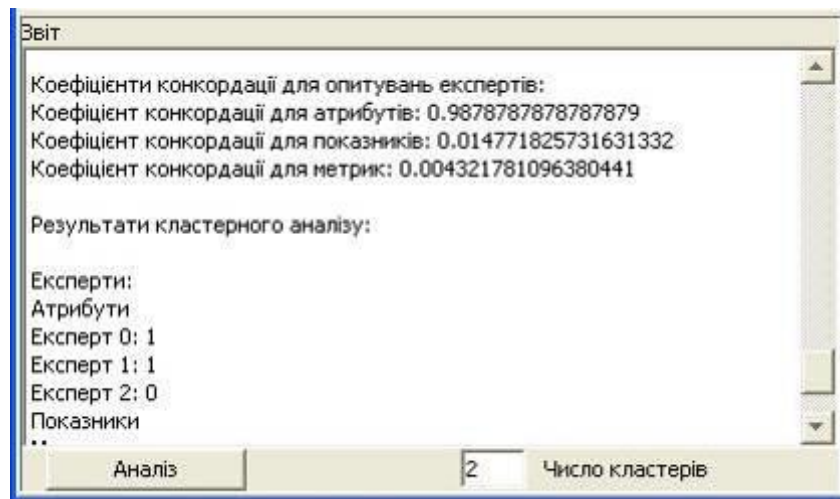 Звіт
Коефіцієнти конкордації для опитувань експертів:
Коефіцієнт конкордації для атрибутів: 0.9878787878787879
Коефіцієнт конкордації для показників: 0.014771825731631332
Коефіцієнт конкордації для метрик: 0.004321781096380441
Результати кластерного аналізу:
Експерти:
Атрибути
Експерт 0: 1
Експерт 1: 1
Експерт 2: 0
Показники
Аналіз 2 Число кластерів